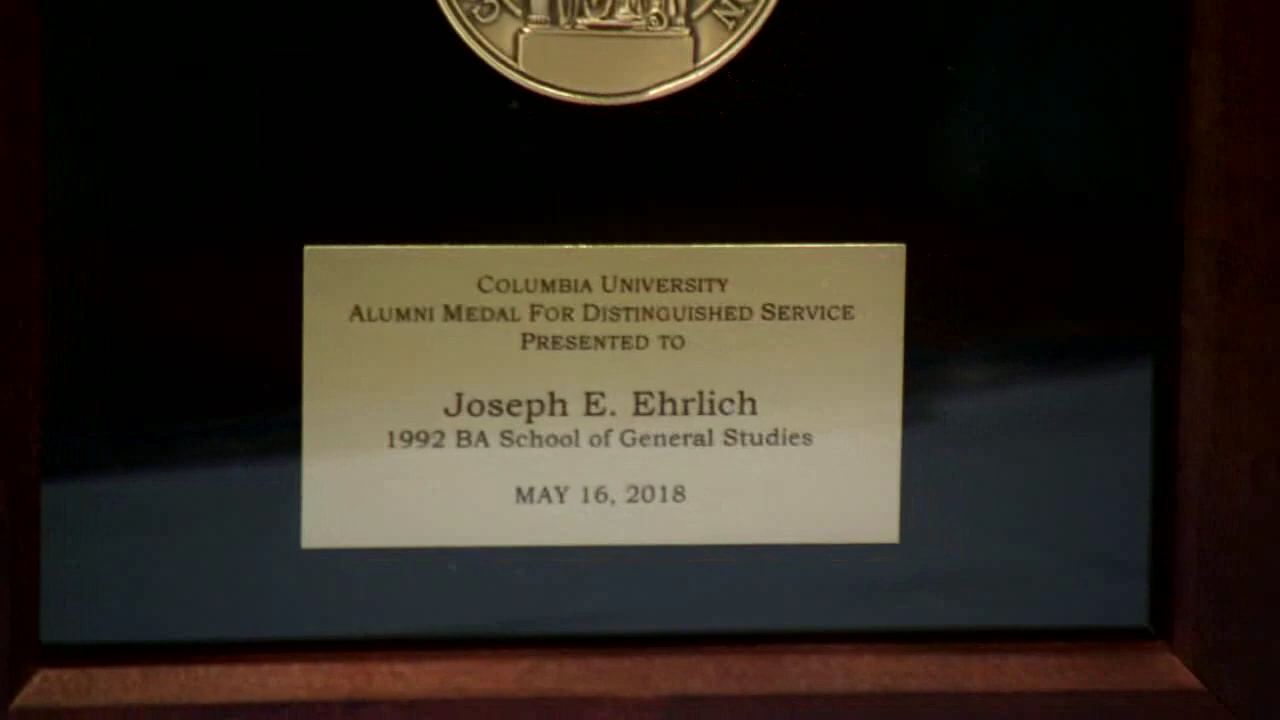 Columbia University
Alumni Medal For Distinguished Service
Presented to
Joseph E. Ehrlich
1992 BA School of General Studies
MAY 16, 2018